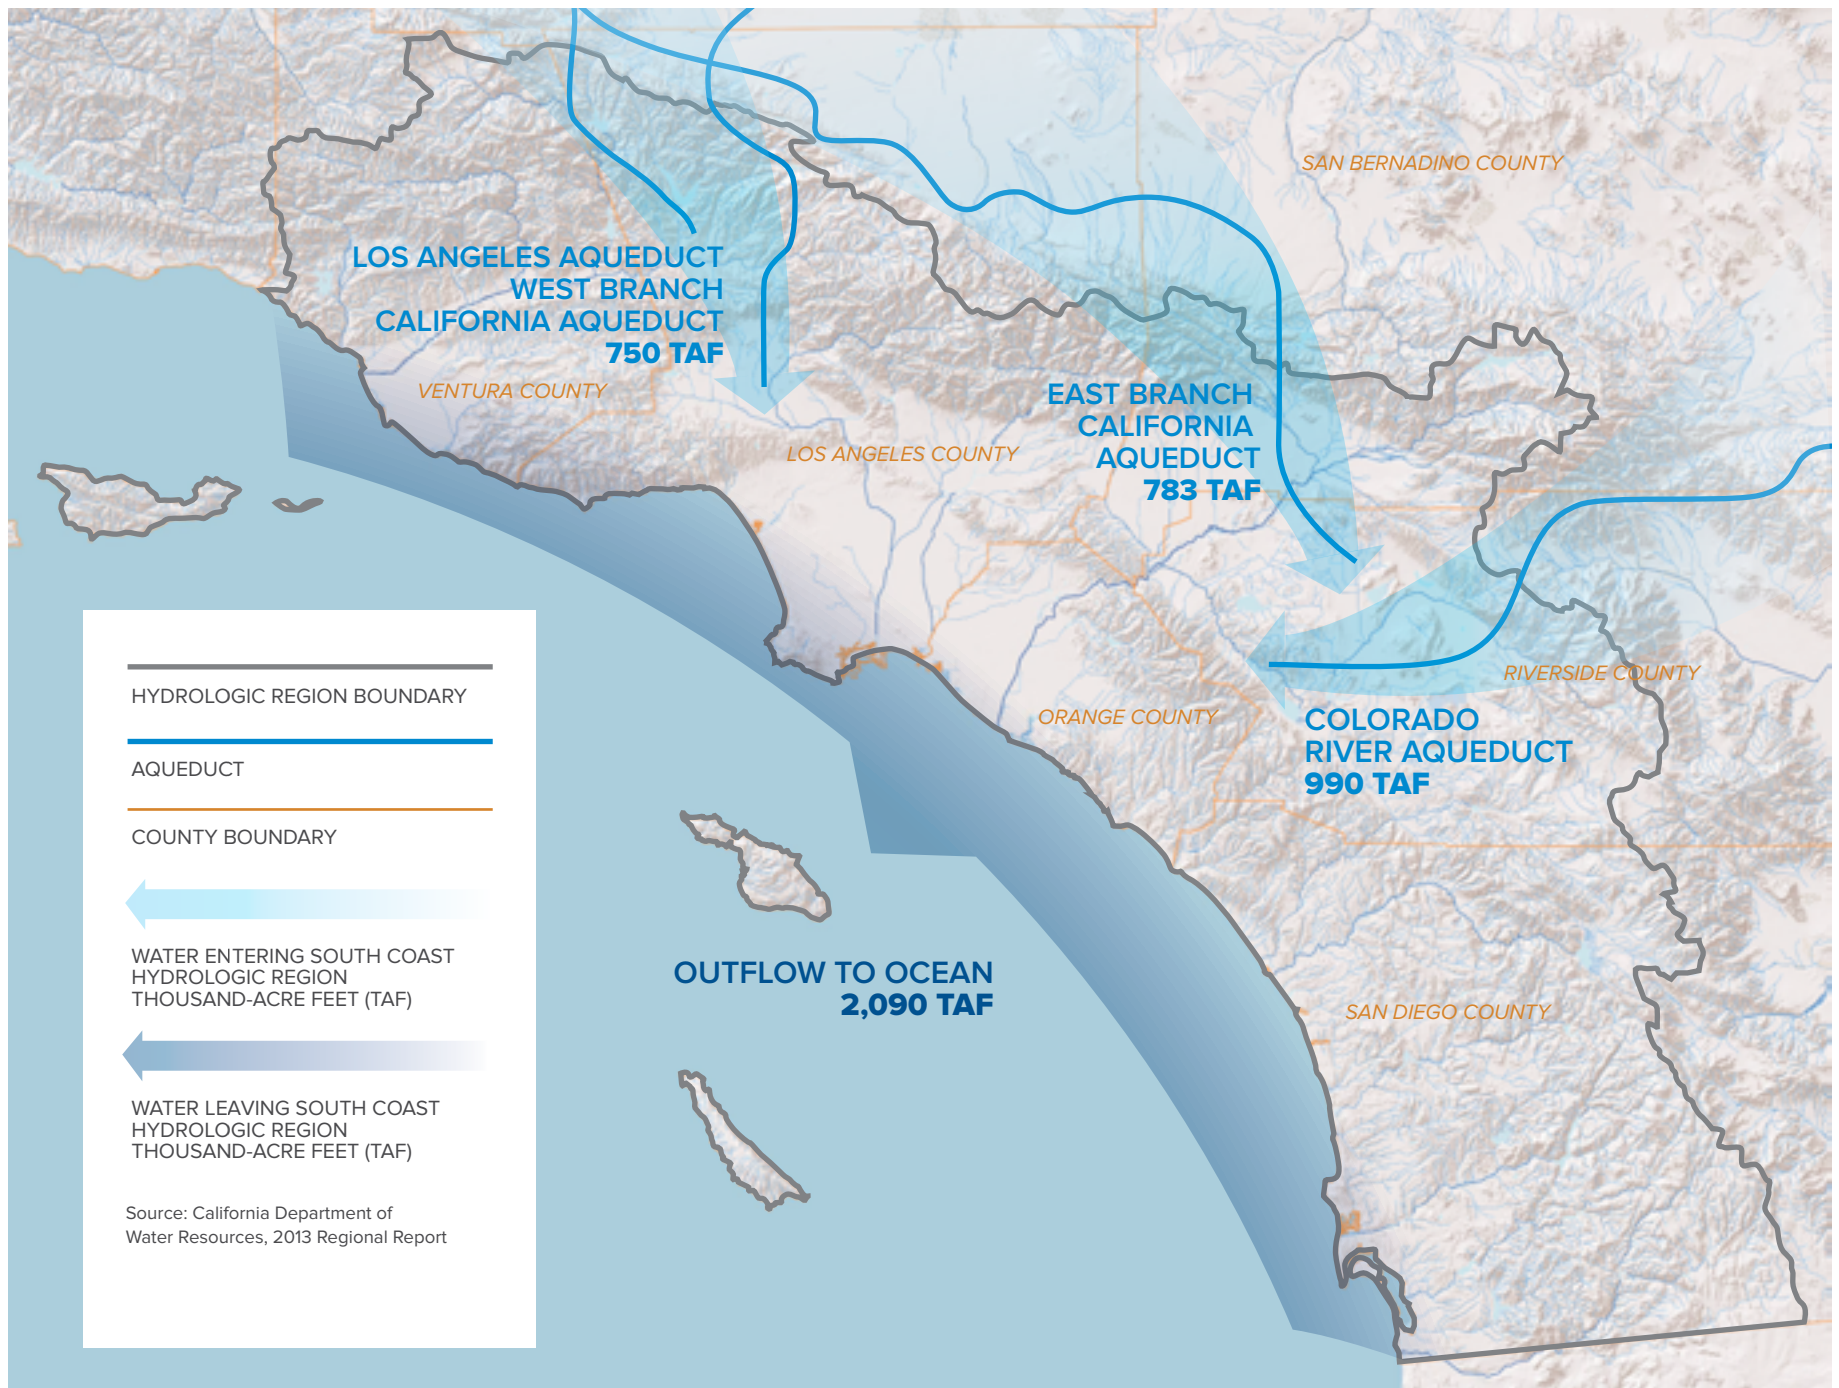 SAN BERNADINO COUNTY
LOS ANGELES AQUEDUCT
WEST BRANCH
CALIFORNIA AQUEDUCT
750 TAF
VENTURA COUNTY
EAST BRANCH
CALIFORNIA
AQUEDUCT
783 TAF
LOS ANGELES COUNTY
RIVERSIDE COUNTY
ORANGE COUNTY
COLORADO
RIVER AQUEDUCT
990 TAF
OUTFLOW TO OCEAN
2,090 TAF
SAN DIEGO COUNTY
HYDROLOGIC REGION BOUNDARY
AQUEDUCT
COUNTY BOUNDARY
WATER ENTERING SOUTH COAST
HYDROLOGIC REGION
THOUSAND-ACRE FEET (TAF)
WATER LEAVING SOUTH COAST
HYDROLOGIC REGION
THOUSAND-ACRE FEET (TAF)
Source: California Department of
Water Resources, 2013 Regional Report